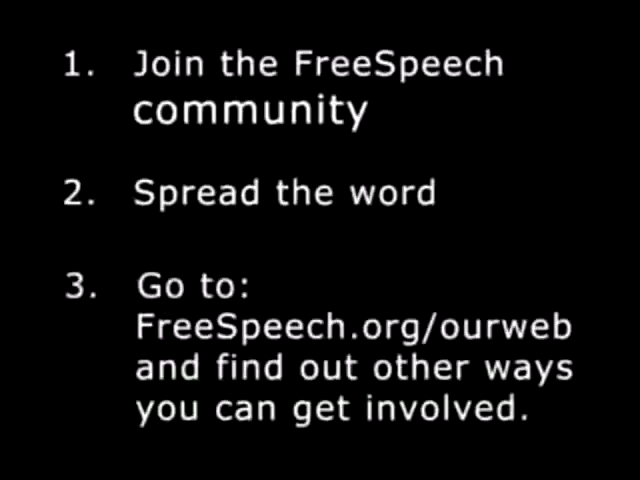 1. Join the FreeSpeech
community
2. Spread the word
3. Go to:
FreeSpeech.org/ourweb
and find out other ways
you can get involved.